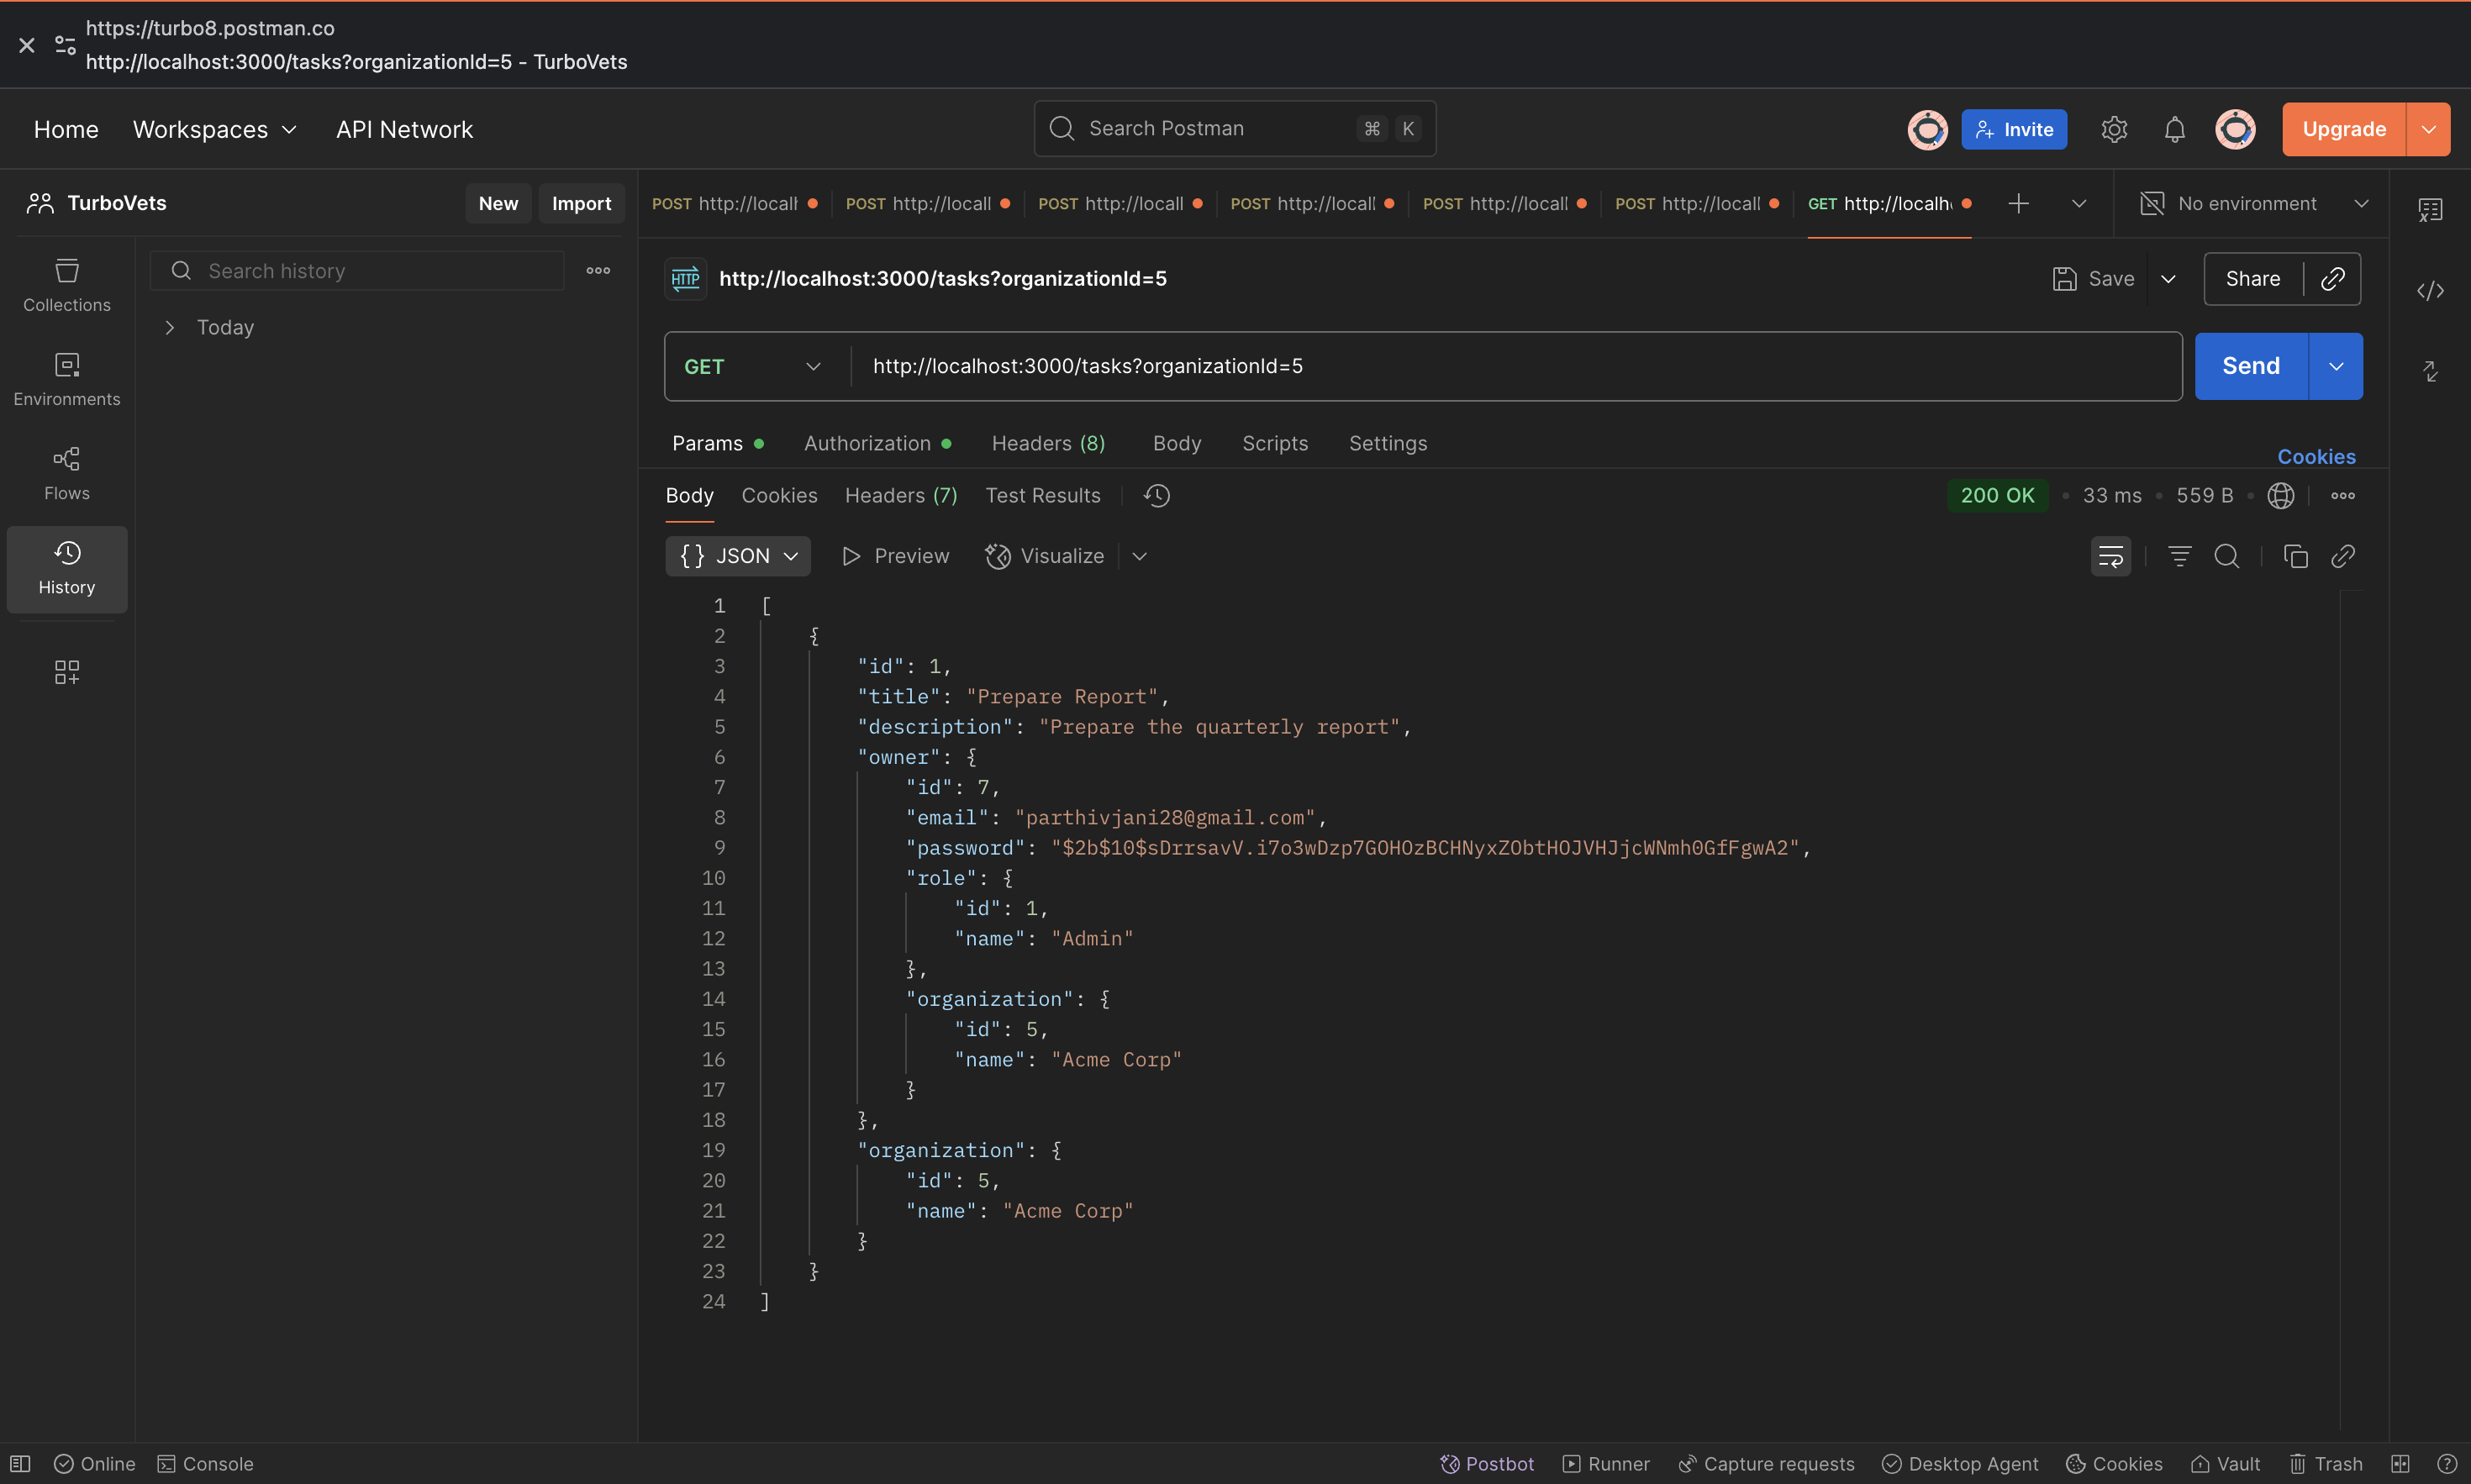 https://turbo8.postman.co
http://localhost:3000/tasks?organizationId=5 - TurboVets
Home Workspaces API Network Search Postman ⌘ K Invite Upgrade
TurboVets New Import
POST http://locall POST http://locall POST http://locall POST http://locall POST http://locall POST http://locall GET http://localh No environment
Search history
Today
Collections
Environments
Flows
History
HTTP http://localhost:3000/tasks?organizationId=5 Save Share
GET http://localhost:3000/tasks?organizationId=5 Send
Params Authorization Headers (8) Body Scripts Settings Cookies
Body Cookies Headers (7) Test Results 200 OK • 33 ms • 559 B
{} JSON Preview Visualize
1 [
2 {
3 "id": 1,
4 "title": "Prepare Report",
5 "description": "Prepare the quarterly report",
6 "owner": {
7 "id": 7,
8 "email": "parthivjani28@gmail.com",
9 "password": "$2b$10$sDrrsavV.i7o3wDzp7GOHOzBCHNyxZObtHOJVHJjcWNmh0GfFgwA2",
10 "role": {
11 "id": 1,
12 "name": "Admin"
13 },
14 "organization": {
15 "id": 5,
16 "name": "Acme Corp"
17 }
18 },
19 "organization": {
20 "id": 5,
21 "name": "Acme Corp"
22 }
23 }
24 ]
Online Console Postbot Runner Capture requests Desktop Agent Cookies Vault Trash